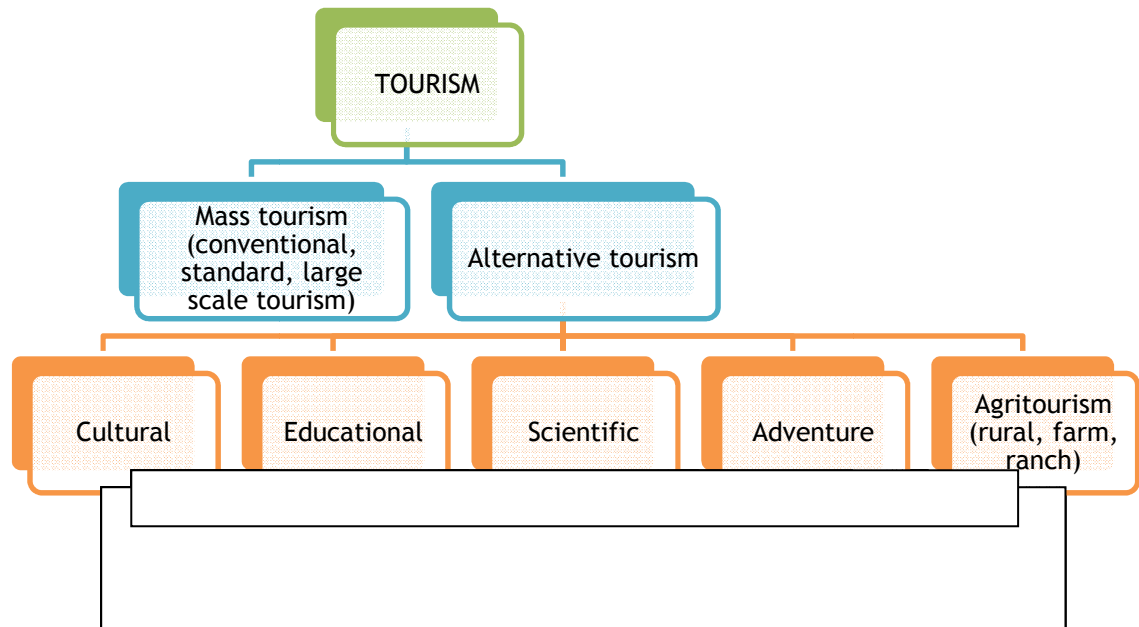 TOURISM
Mass tourism
(conventional,
standard, large
scale tourism)
Alternative tourism
Cultural
Educational
Scientific
Adventure
Agritourism
(rural, farm,
ranch)